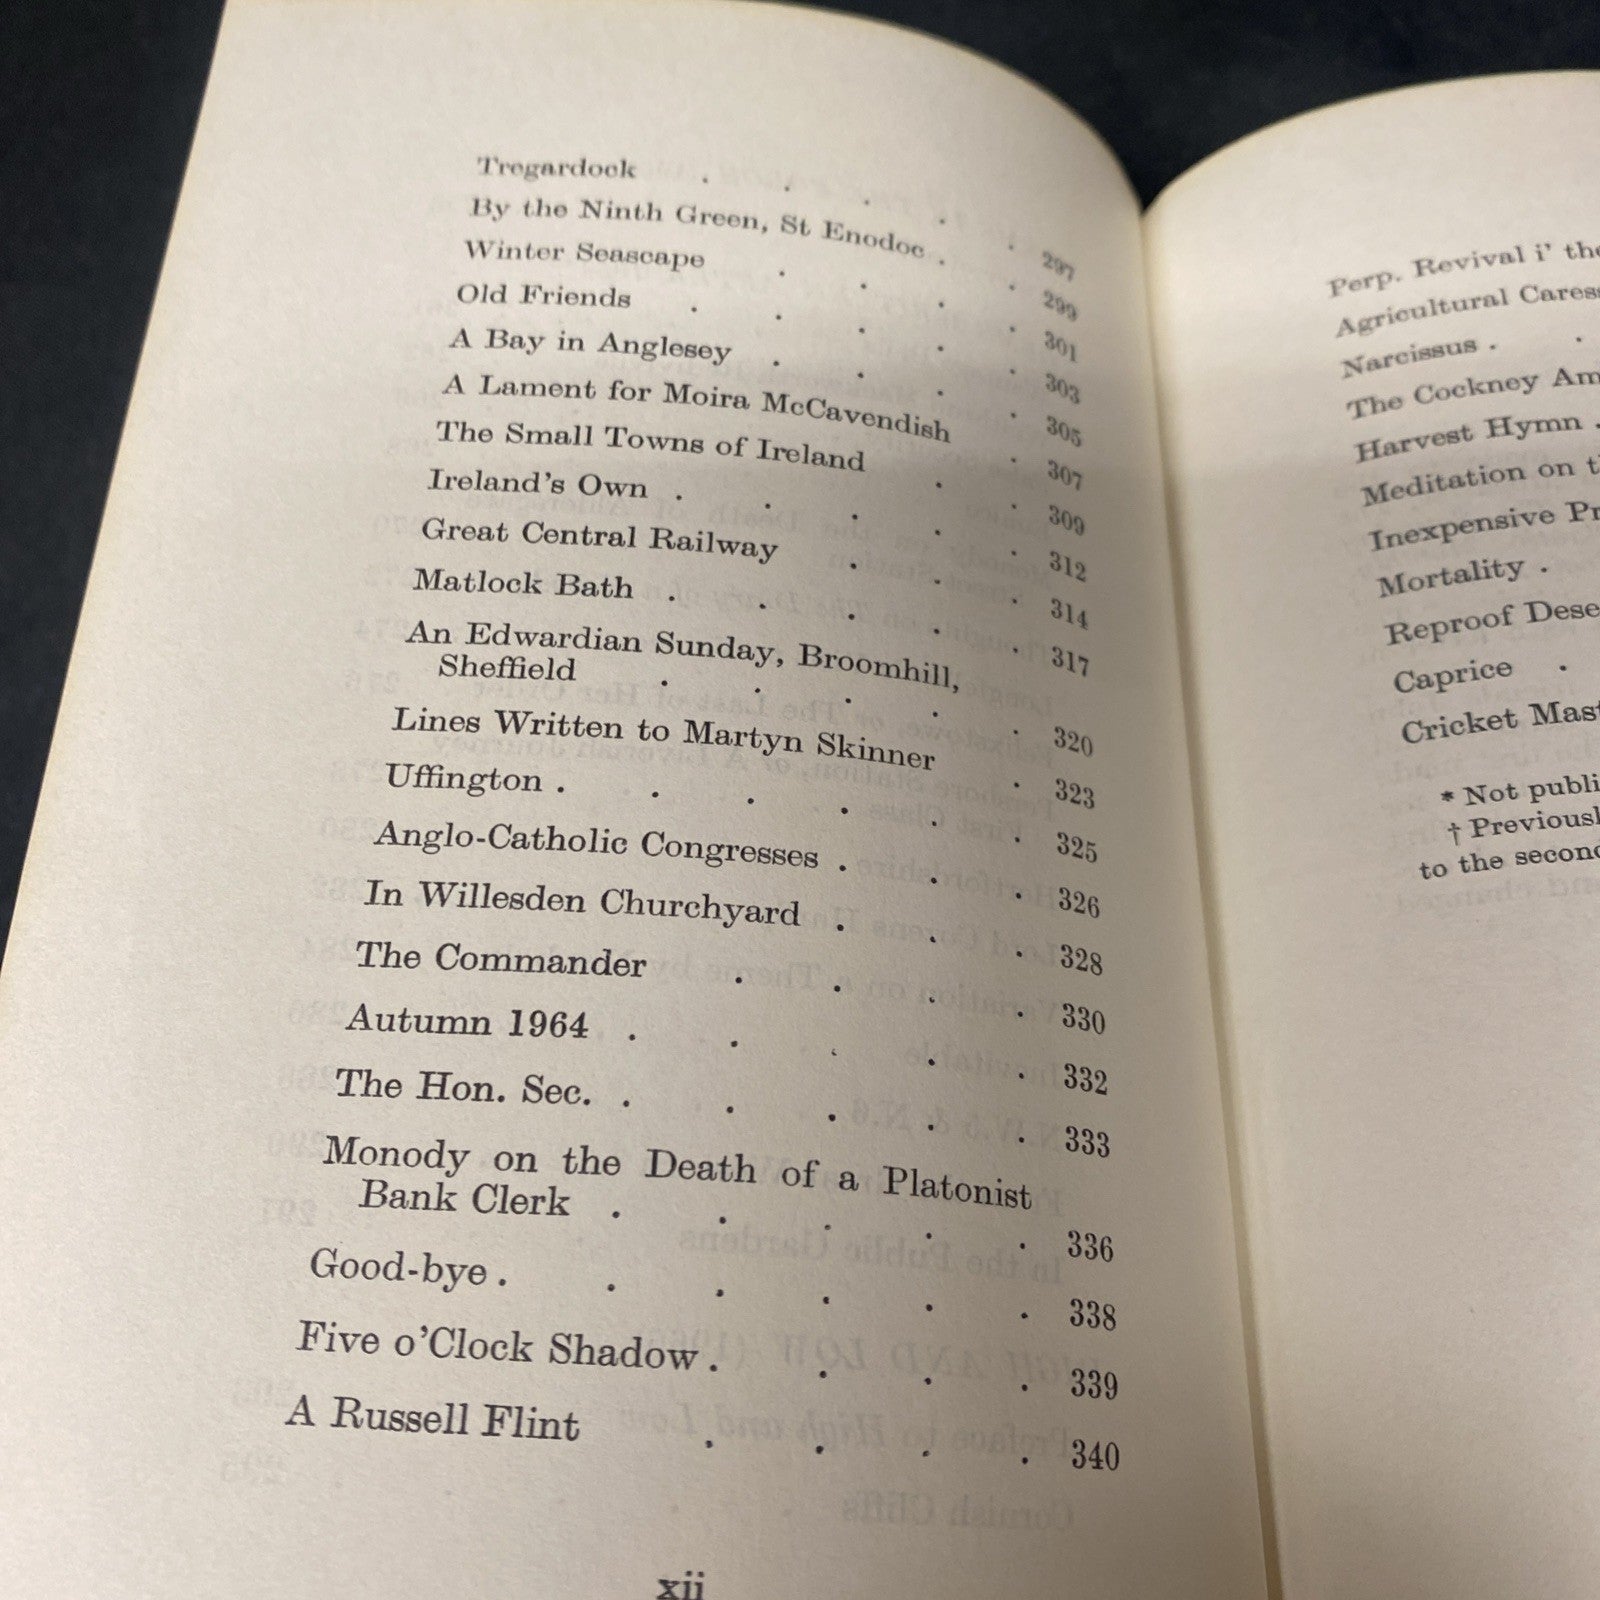 Tregardock . . . . . 297
By the Ninth Green, St Enodoc . . 299
Winter Seascape . . . . 301
Old Friends . . . . . 303
A Bay in Anglesey . . . . 305
A Lament for Moira McCavendish . 307
The Small Towns of Ireland . . 309
Ireland's Own . . . . . 312
Great Central Railway . . . 314
Matlock Bath . . . . . 317
An Edwardian Sunday, Broomhill,
Sheffield . . . . . 320
Lines Written to Martyn Skinner . 323
Uffington . . . . . . 325
Anglo-Catholic Congresses . . . 326
In Willesden Churchyard . . . 328
The Commander . . . . 330
Autumn 1964 . . . . . 332
The Hon. Sec. . . . . . 333
Monody on the Death of a Platonist
Bank Clerk . . . . . 336
Good-bye . . . . . . 338
Five o'Clock Shadow . . . . 339
A Russell Flint . . . . 340
xii
Perp. Revival i' the
Agricultural Caress
Narcissus . .
The Cockney Am
Harvest Hymn .
Meditation on t
Inexpensive Pr
Mortality .
Reproof Dese
Caprice .
Cricket Mast
* Not publi
† Previousl
to the second